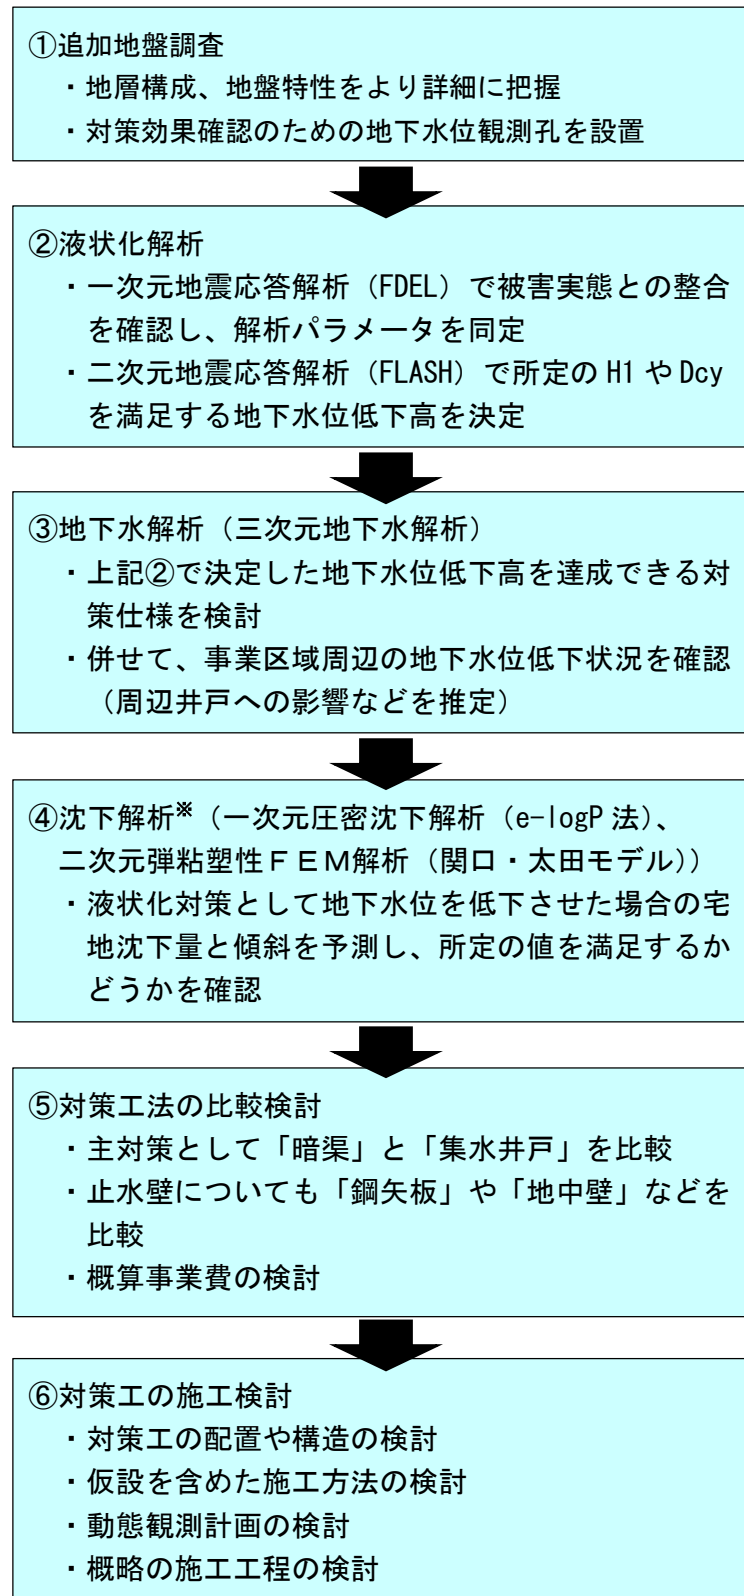 ①追加地盤調査
・地層構成、地盤特性をより詳細に把握
・対策効果確認のための地下水位観測孔を設置
②液状化解析
・一次元地震応答解析（FDEL）で被害実態との整合
を確認し、解析パラメータを同定
・二次元地震応答解析（FLASH）で所定の H1 や Dcy
を満足する地下水位低下高を決定
③地下水解析（三次元地下水解析）
・上記②で決定した地下水位低下高を達成できる対
策仕様を検討
・併せて、事業区域周辺の地下水位低下状況を確認
（周辺井戸への影響などを推定）
④沈下解析※（一次元圧密沈下解析（e-logP 法）、
二次元弾粘塑性ＦＥＭ解析（関口・太田モデル））
・液状化対策として地下水位を低下させた場合の宅
地沈下量と傾斜を予測し、所定の値を満足するか
どうかを確認
⑤対策工法の比較検討
・主対策として「暗渠」と「集水井戸」を比較
・止水壁についても「鋼矢板」や「地中壁」などを
比較
・概算事業費の検討
⑥対策工の施工検討
・対策工の配置や構造の検討
・仮設を含めた施工方法の検討
・動態観測計画の検討
・概略の施工工程の検討